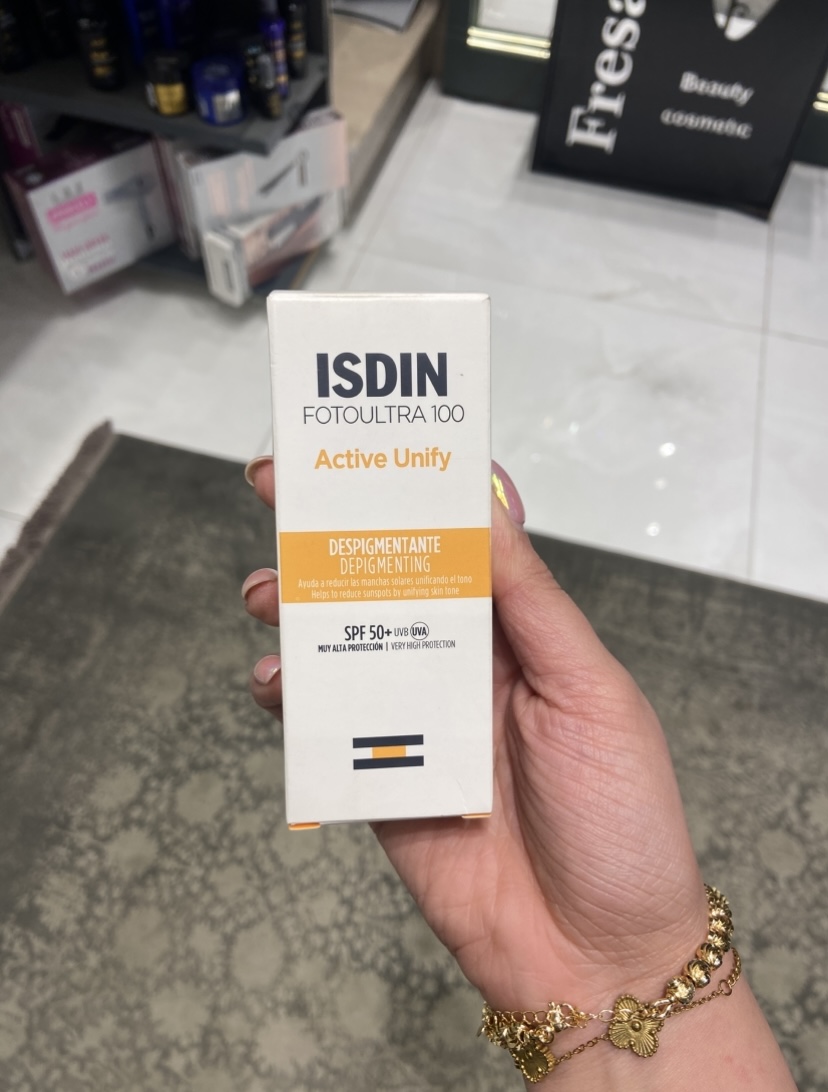 Fresa
Beauty
cosmetic
ISDIN
FOTOULTRA 100
Active Unify
DESPIGMENTANTE
DEPIGMENTING
Ayuda a reducir las manchas solares unificando el tono
Helps to reduce sunspots by unifying skin tone
SPF 50+ UVB UVA
MUY ALTA PROTECCIÓN | VERY HIGH PROTECTION